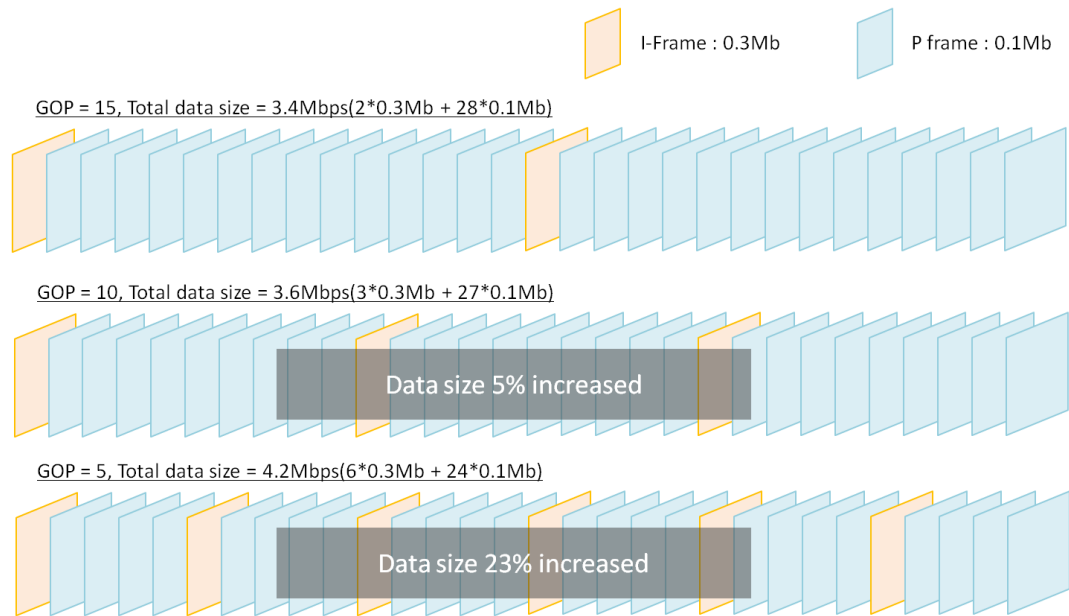 I-Frame : 0.3Mb
P frame : 0.1Mb
GOP = 15, Total data size = 3.4Mbps(2*0.3Mb + 28*0.1Mb)
GOP = 10, Total data size = 3.6Mbps(3*0.3Mb + 27*0.1Mb)
Data size 5% increased
GOP = 5, Total data size = 4.2Mbps(6*0.3Mb + 24*0.1Mb)
Data size 23% increased